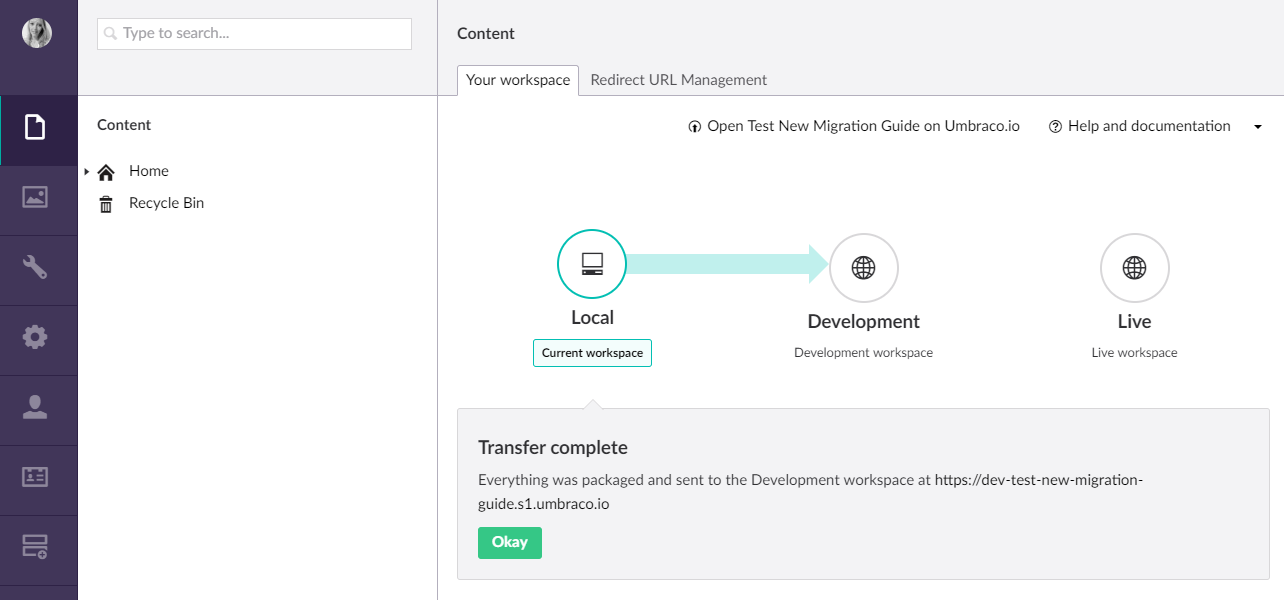 Type to search...
Content
Home
Recycle Bin
Content
Your workspace
Redirect URL Management
Open Test New Migration Guide on Umbraco.io
Help and documentation
Local
Current workspace
Development
Development workspace
Live
Live workspace
Transfer complete
Everything was packaged and sent to the Development workspace at https://dev-test-new-migration-
guide.s1.umbraco.io
Okay